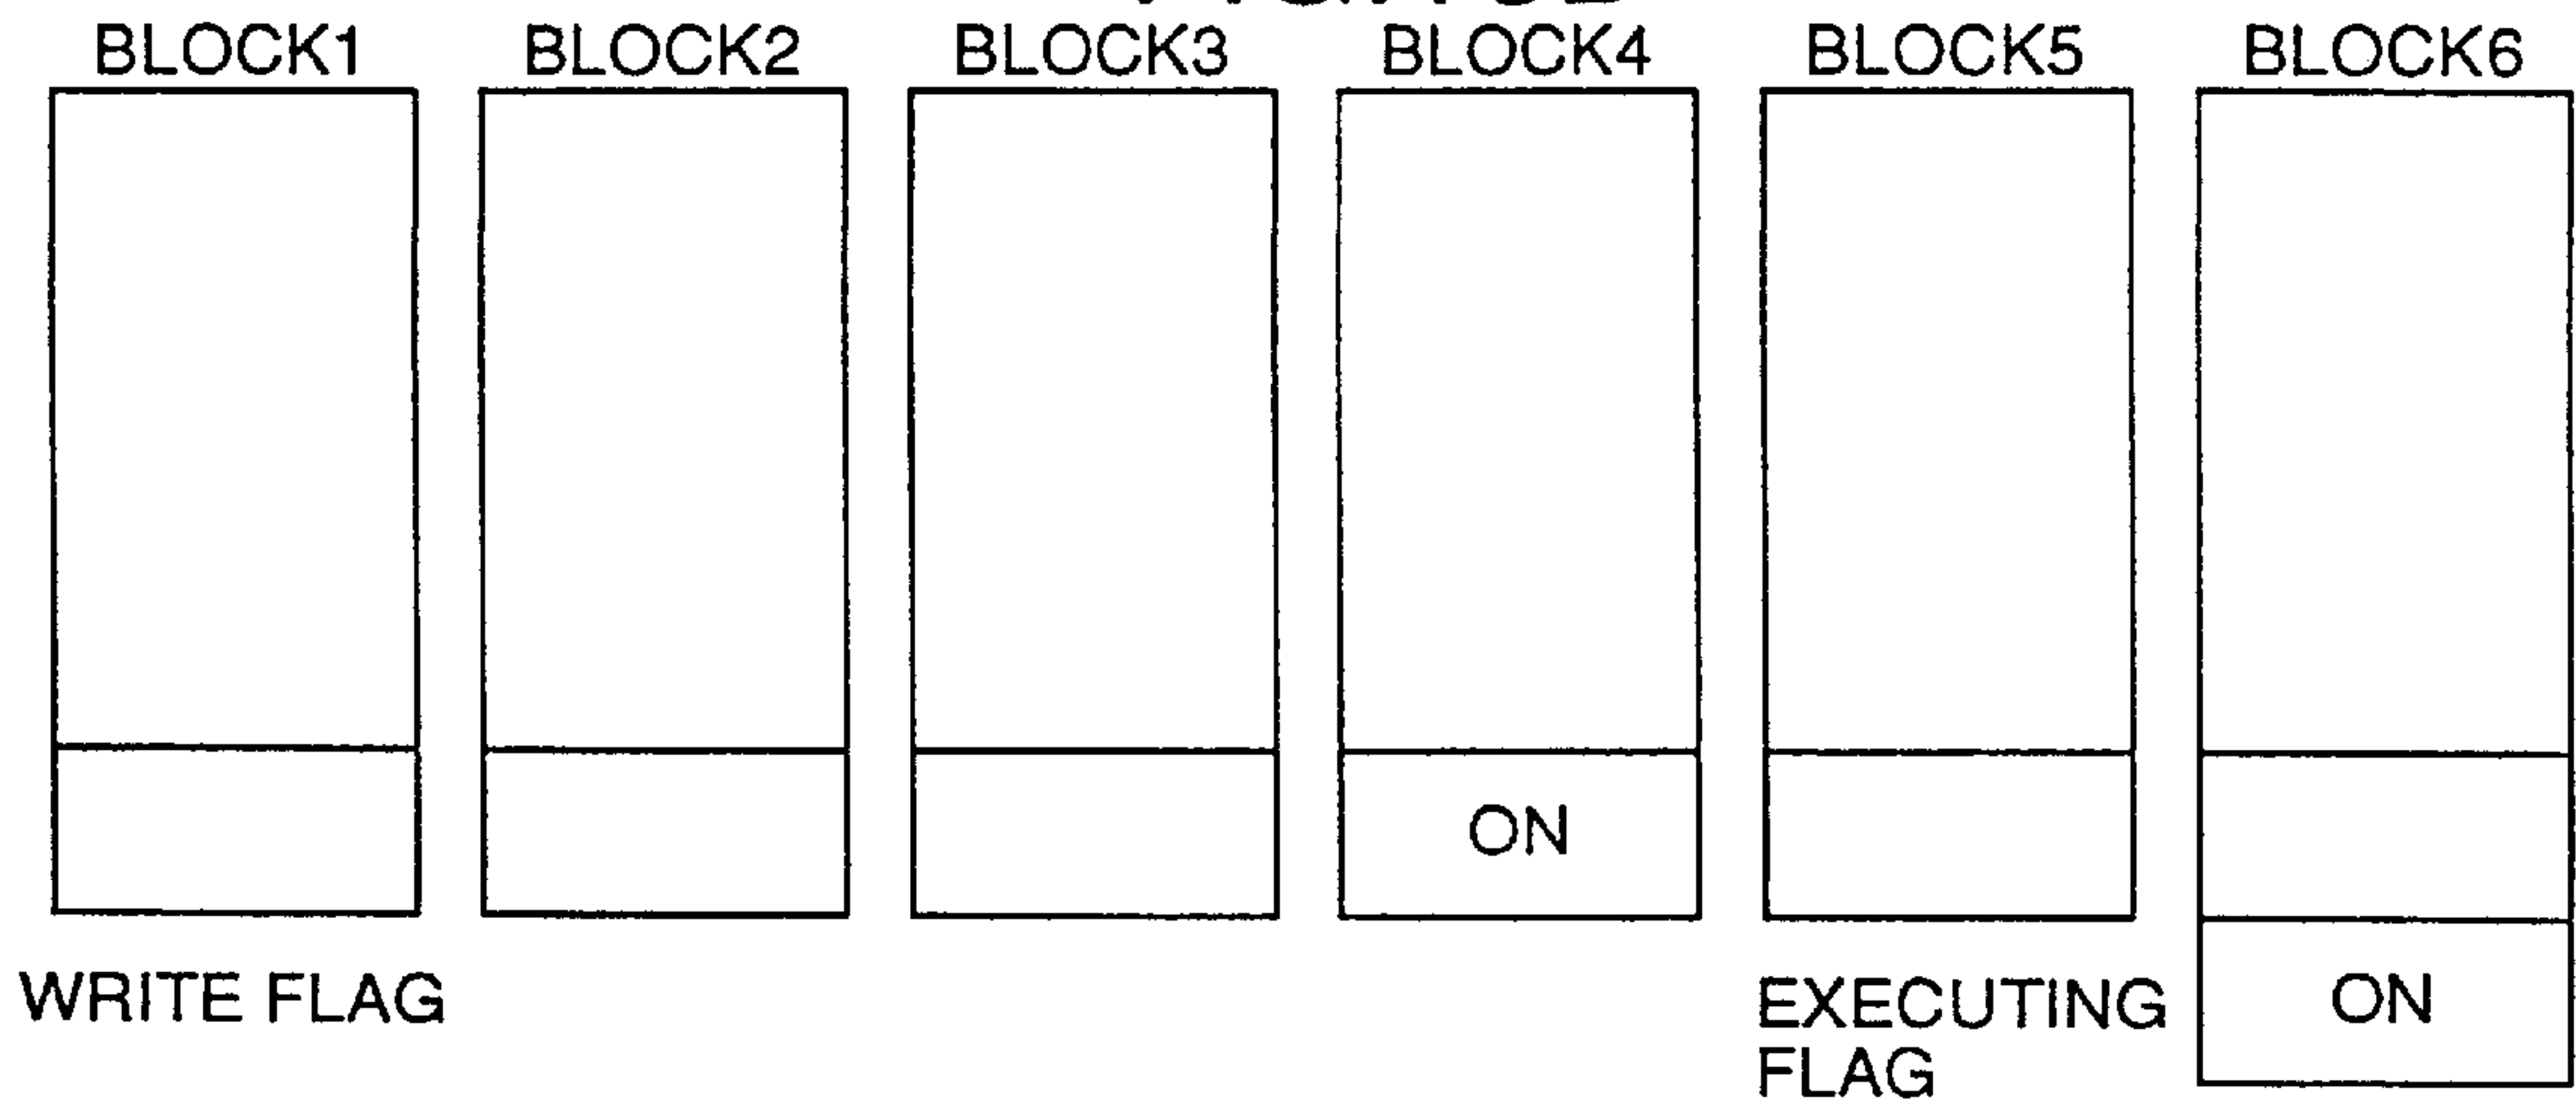 BLOCK1 BLOCK2 BLOCK3 BLOCK4 BLOCK5 BLOCK6
ON
WRITE FLAG
EXECUTING ON
FLAG